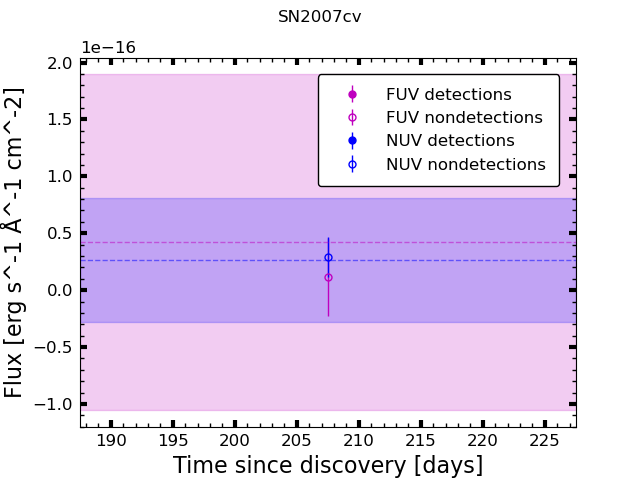 SN2007cv
1e−16
2.0
1.5
1.0
0.5
0.0
−0.5
−1.0
Flux [erg s^-1 Å^-1 cm^-2]
FUV detections
FUV nondetections
NUV detections
NUV nondetections
190 195 200 205 210 215 220 225
Time since discovery [days]